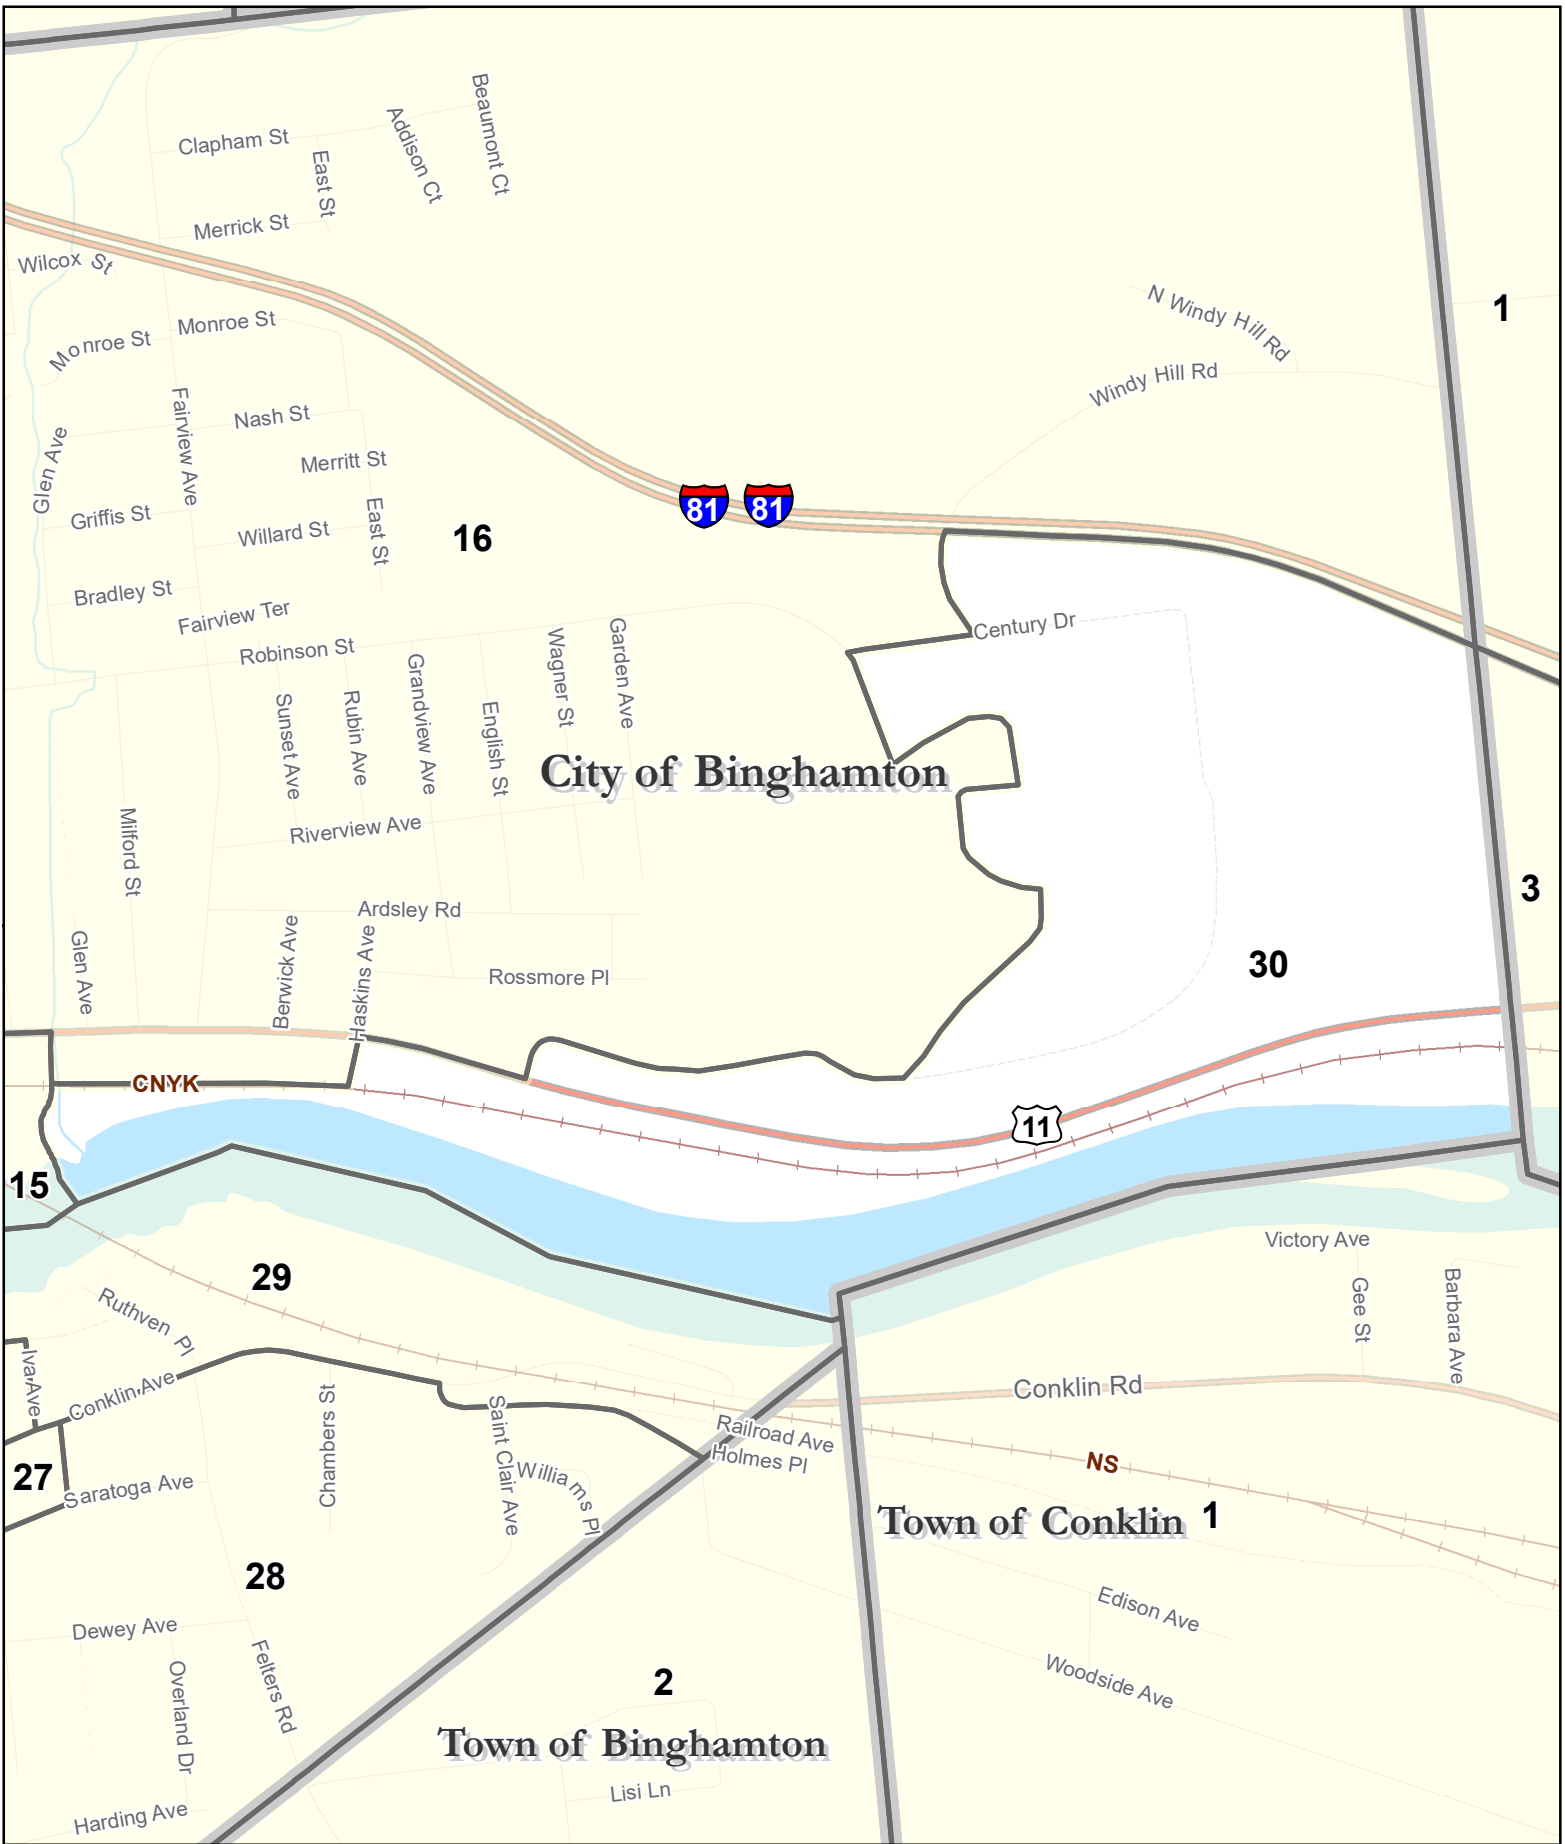 Beaumont Ct
Addison Ct
Clapham St
East St
Merrick St
Wilcox St
N Windy Hill Rd
1
Monroe St
Monroe St
Windy Hill Rd
Fairview Ave
Nash St
Glen Ave
Merritt St
81
81
Griffis St
Willard St
East St
16
Bradley St
Fairview Ter
Century Dr
Robinson St
Grandview Ave
Wagner St
Garden Ave
Sunset Ave
Rubin Ave
English St
City of Binghamton
Milford St
Riverview Ave
3
Ardsley Rd
Glen Ave
Berwick Ave
Haskins Ave
Rossmore Pl
30
CNYK
11
15
Victory Ave
29
Ruthven Pl
Gee St
Barbara Ave
Iva Ave
Conklin Ave
Chambers St
Saint Clair Ave
Conklin Rd
Railroad Ave
Holmes Pl
NS
27
Saratoga Ave
Williams Pl
Town of Conklin
1
28
Edison Ave
Dewey Ave
Overland Dr
Felters Rd
Woodside Ave
2
Town of Binghamton
Lisi Ln
Harding Ave